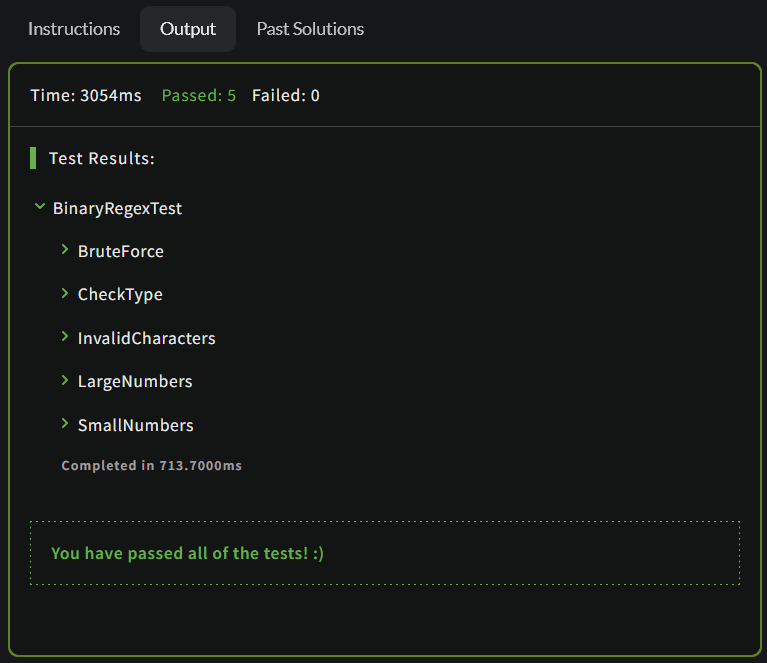 Instructions Output Past Solutions
Time: 3054ms Passed: 5 Failed: 0
Test Results:
BinaryRegexTest
BruteForce
CheckType
InvalidCharacters
LargeNumbers
SmallNumbers
Completed in 713.7000ms
You have passed all of the tests! :)